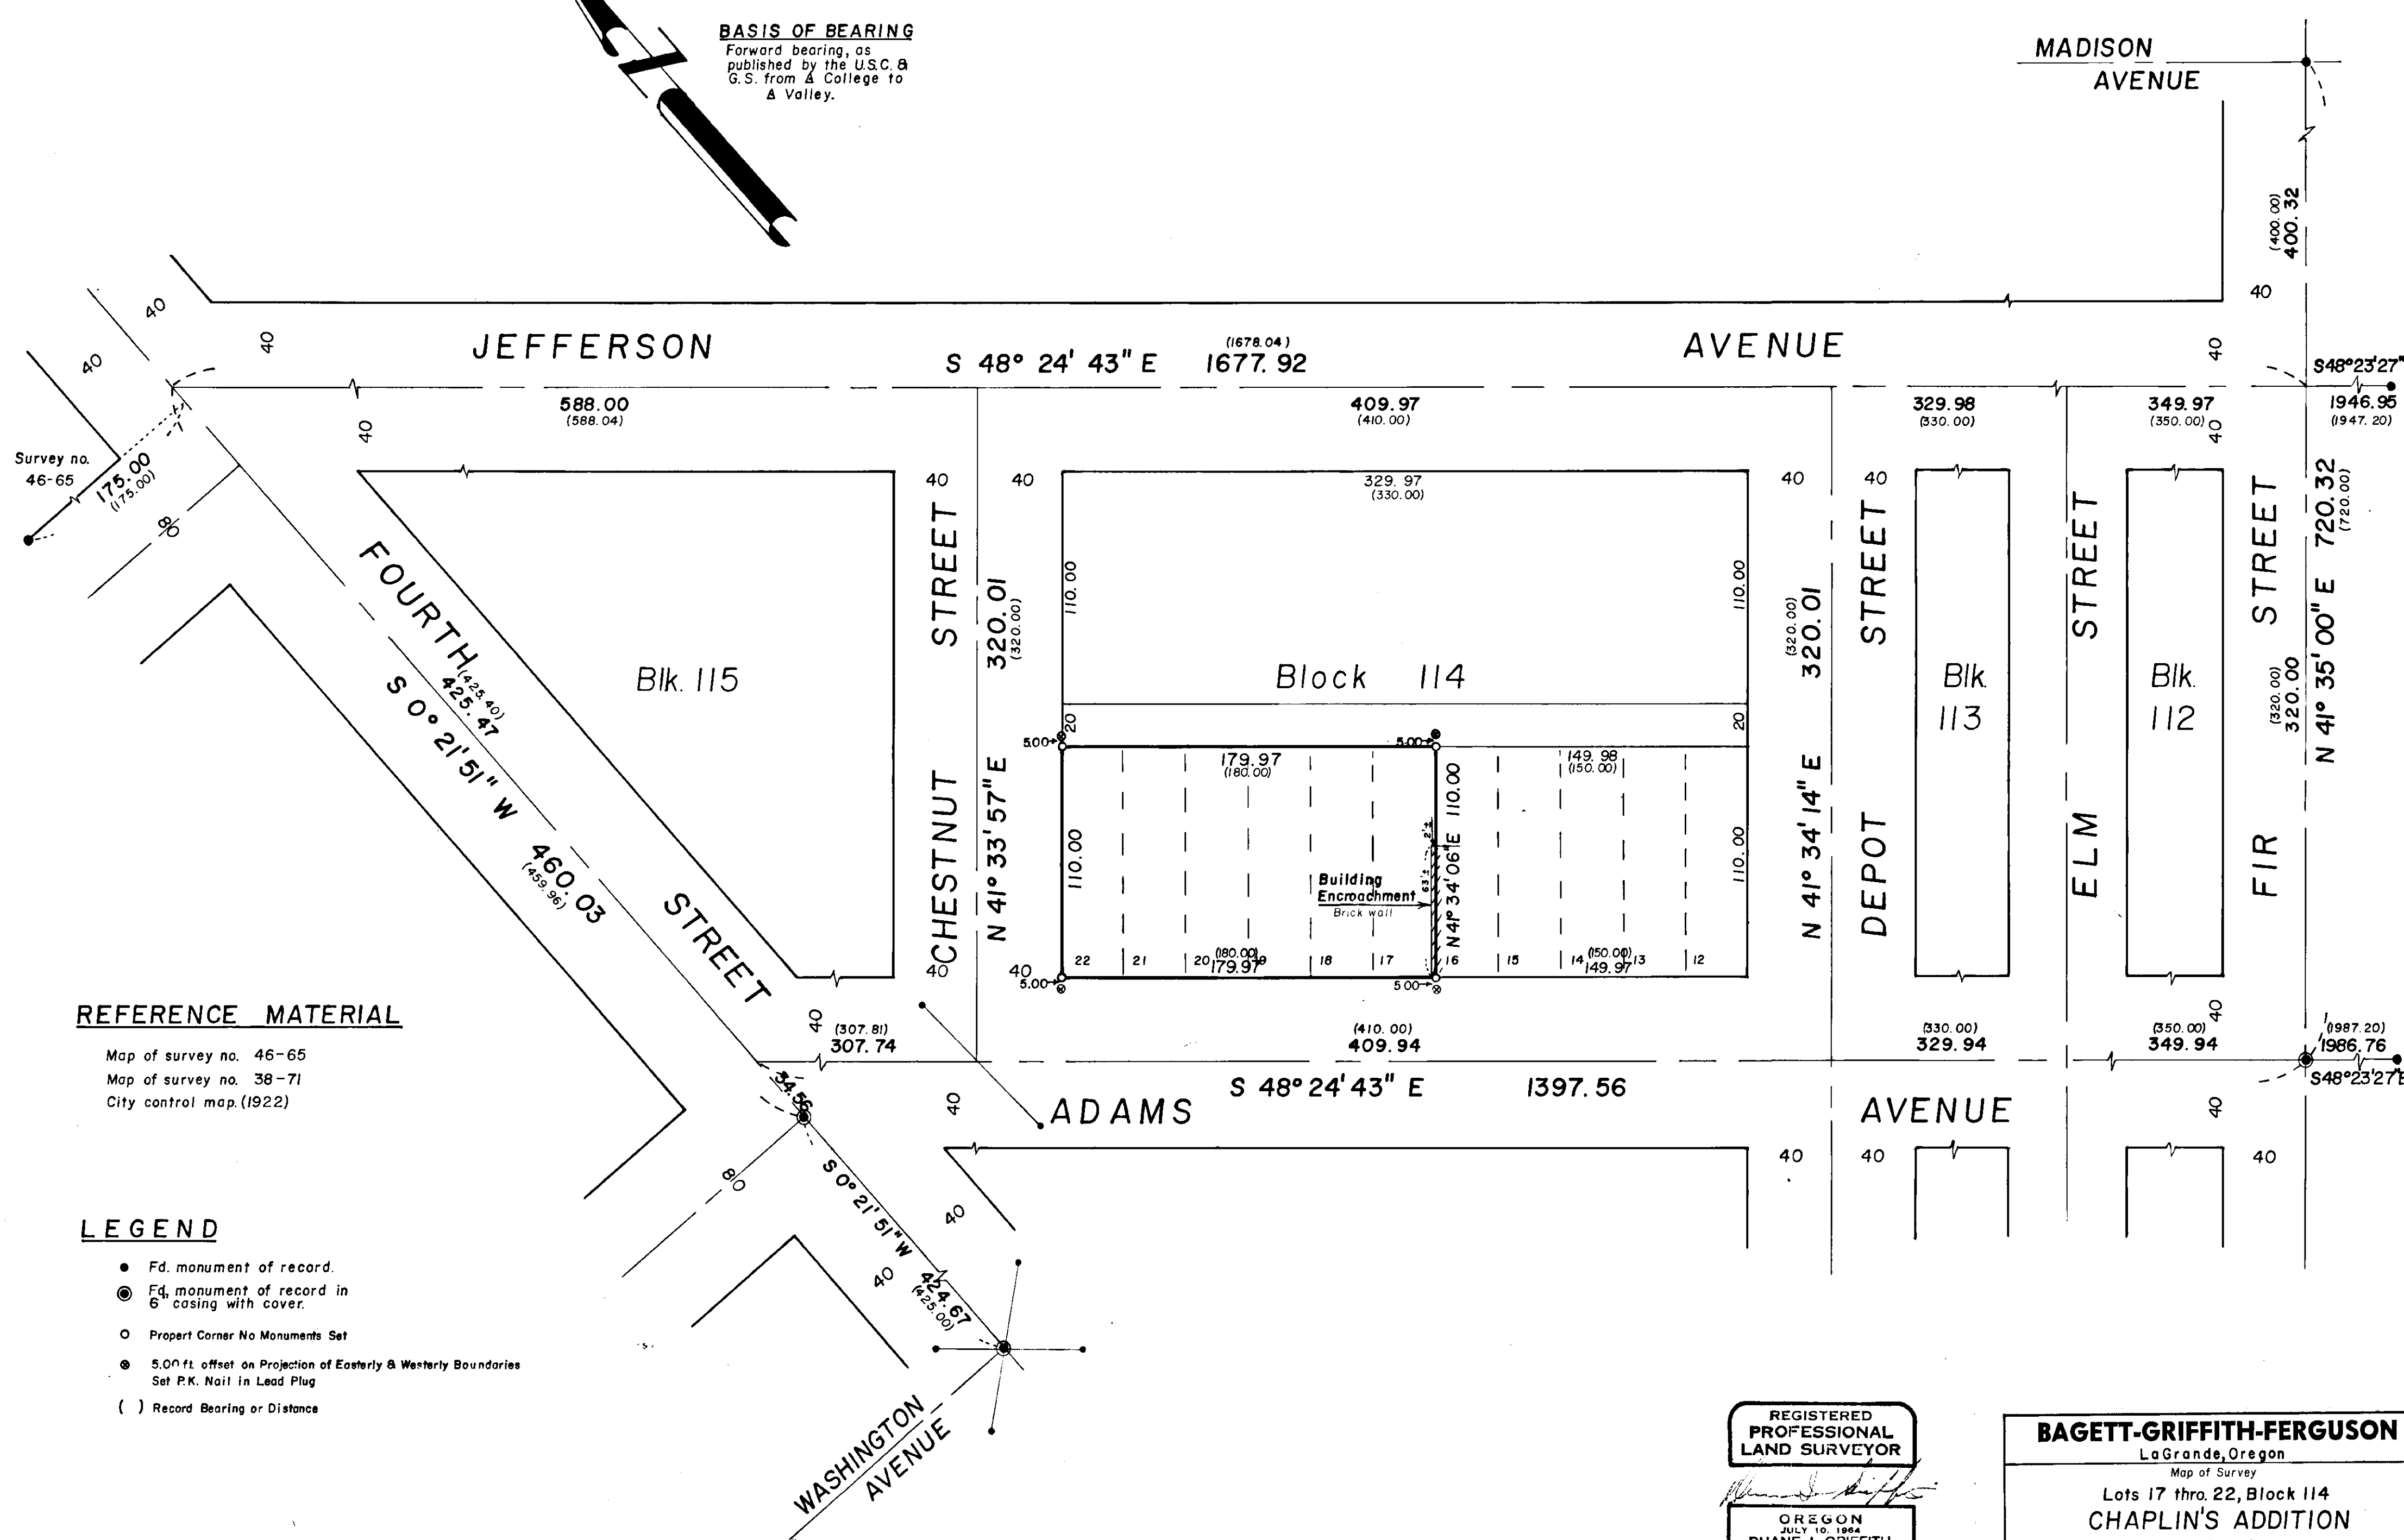 BASIS OF BEARING
Forward bearing, as
published by the U.S.C. &
G.S. from ∆ College to
∆ Valley.
MADISON
AVENUE
(400.00)
400.32
40
40
40
40
40
JEFFERSON AVENUE
(1678.04)
S 48° 24' 43" E 1677.92
40
S48°23'27"
588.00
(588.04)
409.97
(410.00)
329.98
(330.00)
349.97
(350.00)
1946.95
(1947.20)
40
40
Survey no.
46-65
175.00
(175.00)
80
40
40
329.97
(330.00)
40
40
FOURTH STREET
(425.40)
425.47
S 0° 21' 51" W 460.03
(459.96)
Blk. 115
CHESTNUT STREET
N 41° 33' 57" E 320.01
(320.00)
110.00
110.00
Block 114
20
20
5.00
5.00
179.97
(180.00)
149.98
(150.00)
110.00
110.00
N 41° 34' 06" E 110.00
2'±
63'±
Building
Encroachment
Brick wall
22 21 20 19 18 17 16 15 14 13 12
(180.00)
179.97
(150.00)
149.97
5.00
5.00
40
40
(320.00)
N 41° 34' 14" E 320.01
DEPOT STREET
Blk.
113
ELM STREET
Blk.
112
FIR STREET
(320.00)
320.00
N 41° 35' 00" E 720.32
(720.00)
40
(307.81)
307.74
(410.00)
409.94
(330.00)
329.94
(350.00)
349.94
40
(1987.20)
1986.76
S48°23'27"E
34.56
S 48° 24' 43" E 1397.56
40
ADAMS AVENUE
40
40
40
40
80
S 0° 21' 51" W 424.67
(425.00)
40
40
WASHINGTON
AVENUE
REFERENCE MATERIAL
Map of survey no. 46-65
Map of survey no. 38-71
City control map. (1922)
LEGEND
Fd. monument of record.
Fd. monument of record in
6" casing with cover.
Propert Corner No Monuments Set
5.00 ft. offset on Projection of Easterly & Westerly Boundaries
Set P.K. Nail in Lead Plug
( ) Record Bearing or Distance
REGISTERED
PROFESSIONAL
LAND SURVEYOR
OREGON
JULY 10, 1964
DUANE J. GRIFFITH
BAGETT-GRIFFITH-FERGUSON
LaGrande, Oregon
Map of Survey
Lots 17 thro. 22, Block 114
CHAPLIN'S ADDITION